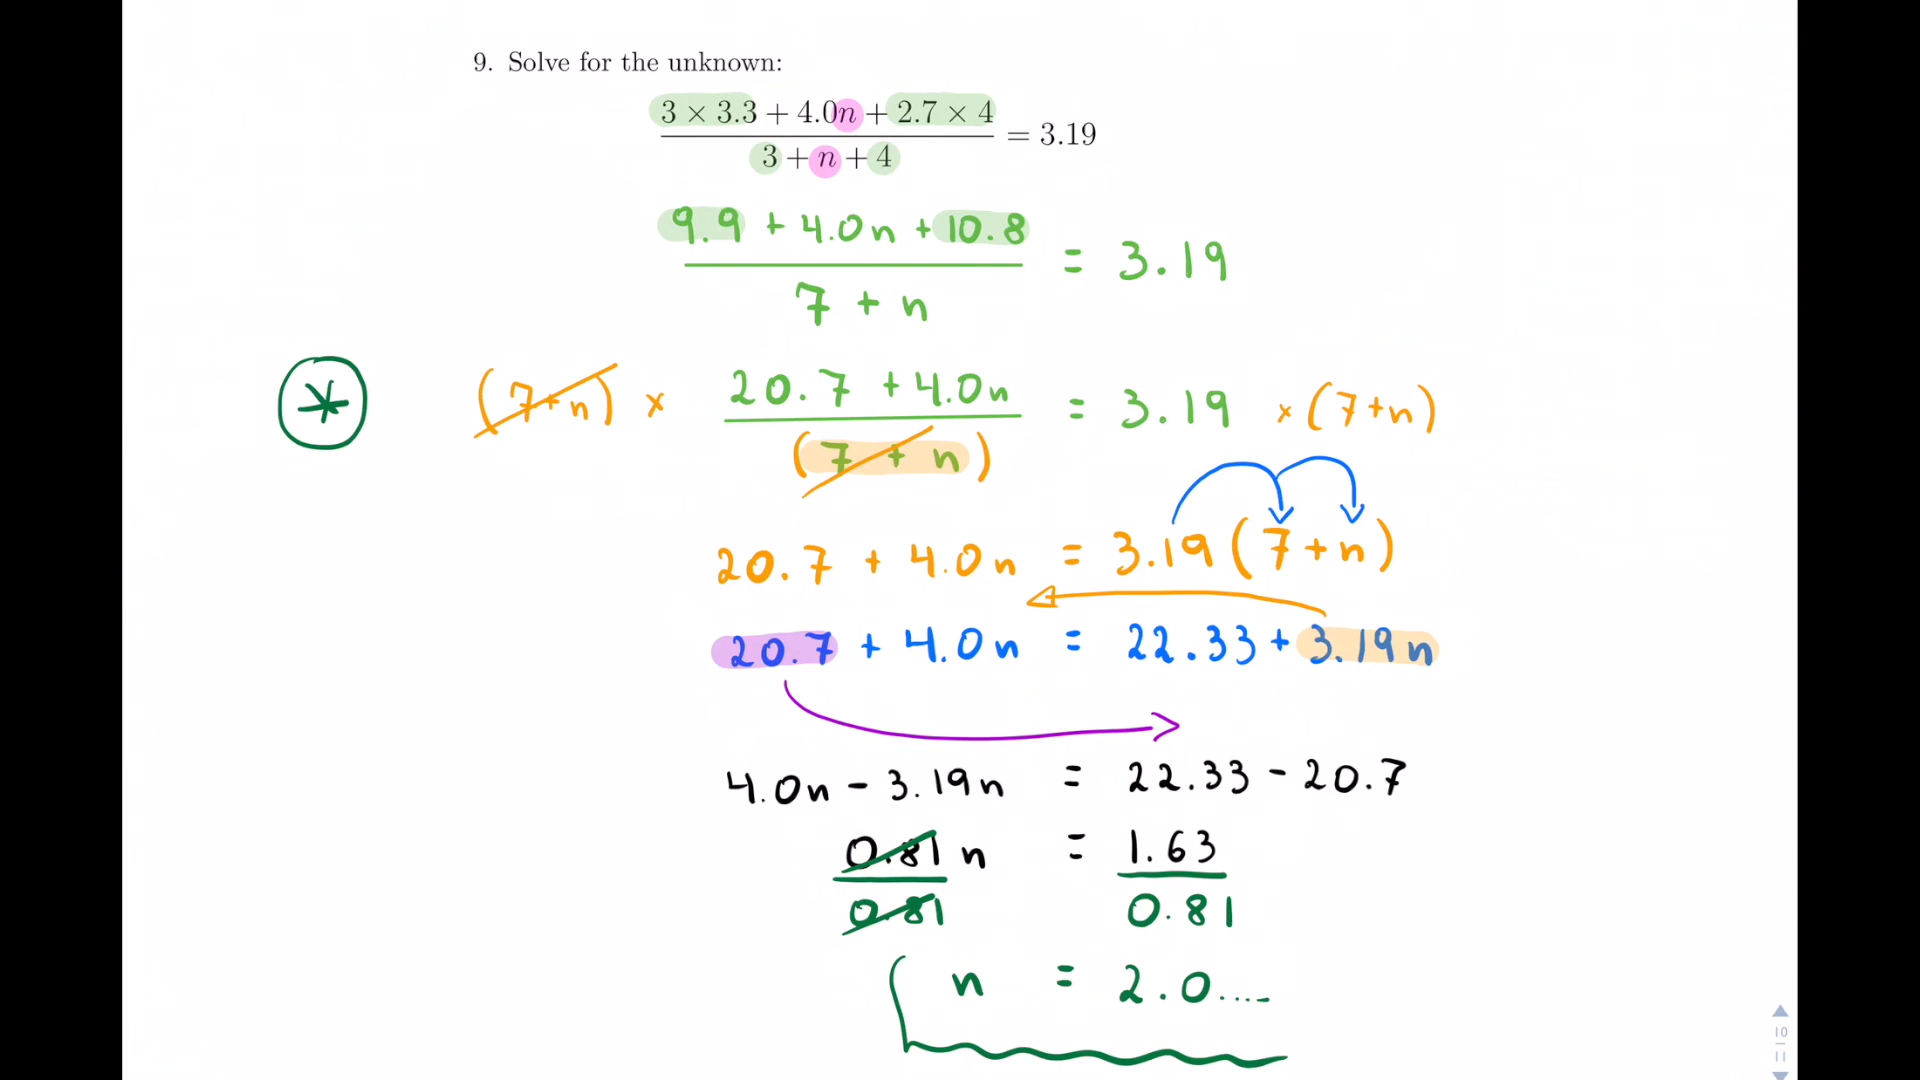 9. Solve for the unknown:
3 × 3.3 + 4.0n + 2.7 × 4
3 + n + 4
= 3.19
9.9 + 4.0n + 10.8
7 + n
= 3.19
*
(7+n) ×
20.7 + 4.0n
(7 + n)
= 3.19 × (7+n)
20.7 + 4.0n = 3.19(7+n)
20.7 + 4.0n = 22.33 + 3.19n
4.0n - 3.19n = 22.33 - 20.7
0.81n = 1.63
0.81 0.81
n = 2.0....
10
11